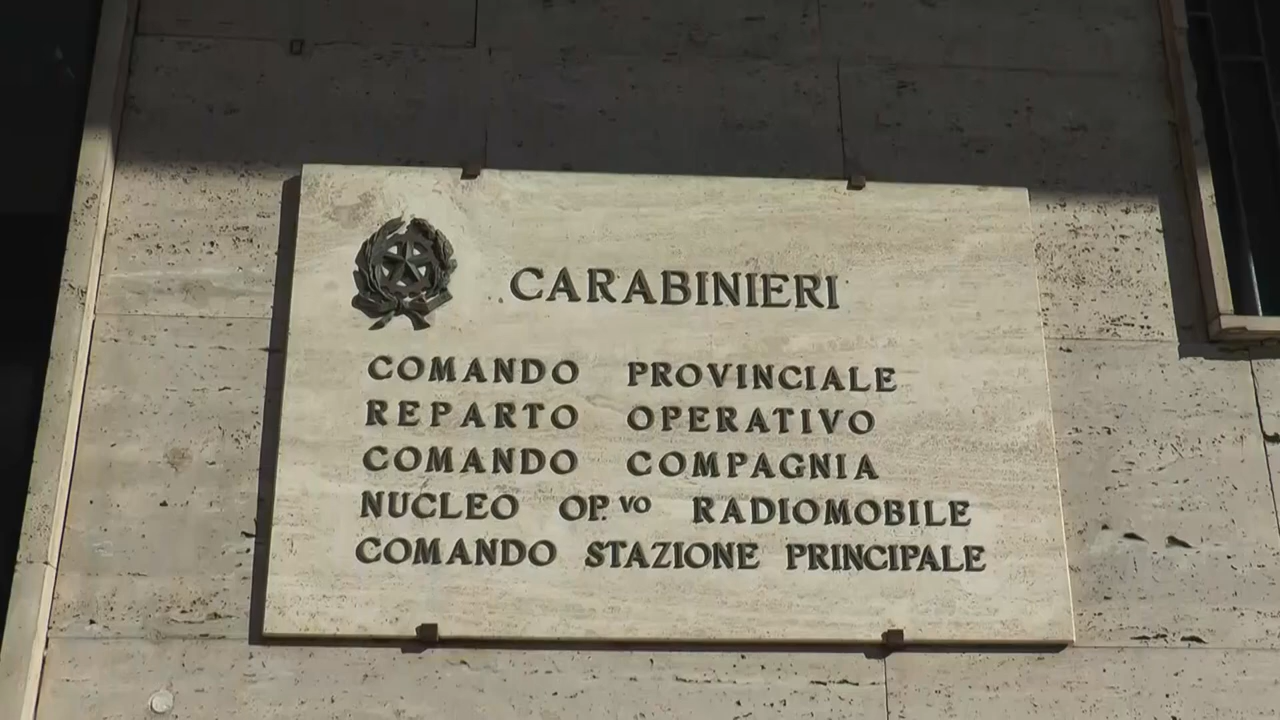 CARABINIERI
COMANDO PROVINCIALE
REPARTO OPERATIVO
COMANDO COMPAGNIA
NUCLEO OP.VO RADIOMOBILE
COMANDO STAZIONE PRINCIPALE